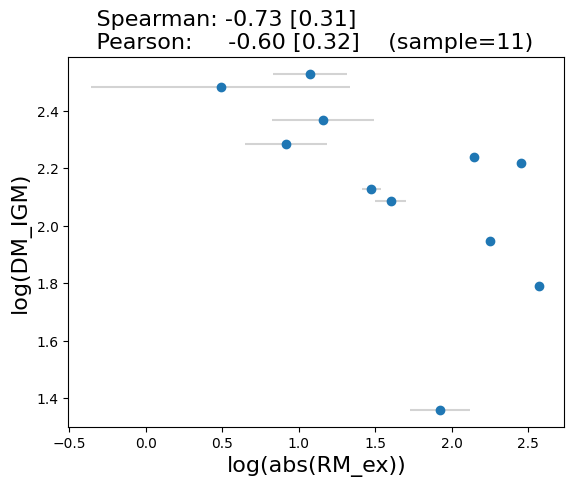 Spearman: -0.73 [0.31]
Pearson: -0.60 [0.32] (sample=11)
log(DM_IGM)
2.4
2.2
2.0
1.8
1.6
1.4
-0.5 0.0 0.5 1.0 1.5 2.0 2.5
log(abs(RM_ex))